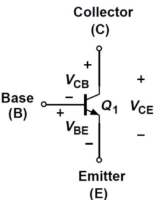 Collector
(C)
+
+
VCB
Base
−
Q1
VCE
(B)
+
VBE
−
−
Emitter
(E)